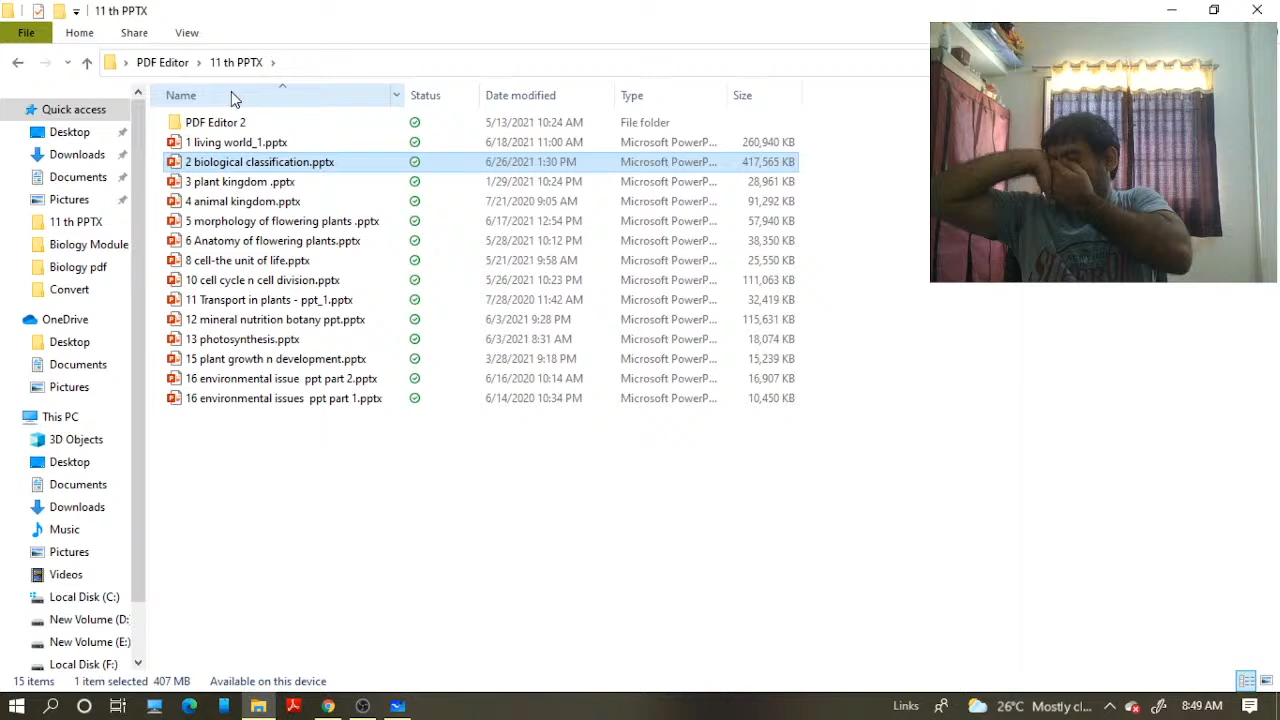 11 th PPTX
File Home Share View
PDF Editor 11 th PPTX
Name Status Date modified Type Size
Quick access
Desktop
Downloads
Documents
Pictures
11 th PPTX
Biology Module
Biology pdf
Convert
OneDrive
Desktop
Documents
Pictures
This PC
3D Objects
Desktop
Documents
Downloads
Music
Pictures
Videos
Local Disk (C:)
New Volume (D:
New Volume (E:)
Local Disk (F:)
PDF Editor 2 5/13/2021 10:24 AM File folder
1 living world_1.pptx 6/18/2021 11:00 AM Microsoft PowerP... 260,940 KB
2 biological classification.pptx 6/26/2021 1:30 PM Microsoft PowerP... 417,565 KB
3 plant kingdom .pptx 1/29/2021 10:24 PM Microsoft PowerP... 28,961 KB
4 animal kingdom.pptx 7/21/2020 9:05 AM Microsoft PowerP... 91,292 KB
5 morphology of flowering plants .pptx 6/17/2021 12:54 PM Microsoft PowerP... 57,940 KB
6 Anatomy of flowering plants.pptx 5/28/2021 10:12 PM Microsoft PowerP... 38,350 KB
8 cell-the unit of life.pptx 5/21/2021 9:58 AM Microsoft PowerP... 25,550 KB
10 cell cycle n cell division.pptx 5/26/2021 10:23 PM Microsoft PowerP... 111,063 KB
11 Transport in plants - ppt_1.pptx 7/28/2020 11:42 AM Microsoft PowerP... 32,419 KB
12 mineral nutrition botany ppt.pptx 6/3/2021 9:28 PM Microsoft PowerP... 115,631 KB
13 photosynthesis.pptx 6/3/2021 8:31 AM Microsoft PowerP... 18,074 KB
15 plant growth n development.pptx 3/28/2021 9:18 PM Microsoft PowerP... 15,239 KB
16 environmental issue  ppt part 2.pptx 6/16/2020 10:14 AM Microsoft PowerP... 16,907 KB
16 environmental issues  ppt part 1.pptx 6/14/2020 10:34 PM Microsoft PowerP... 10,450 KB
15 items 1 item selected 407 MB Available on this device
Links 26°C Mostly cl... 8:49 AM